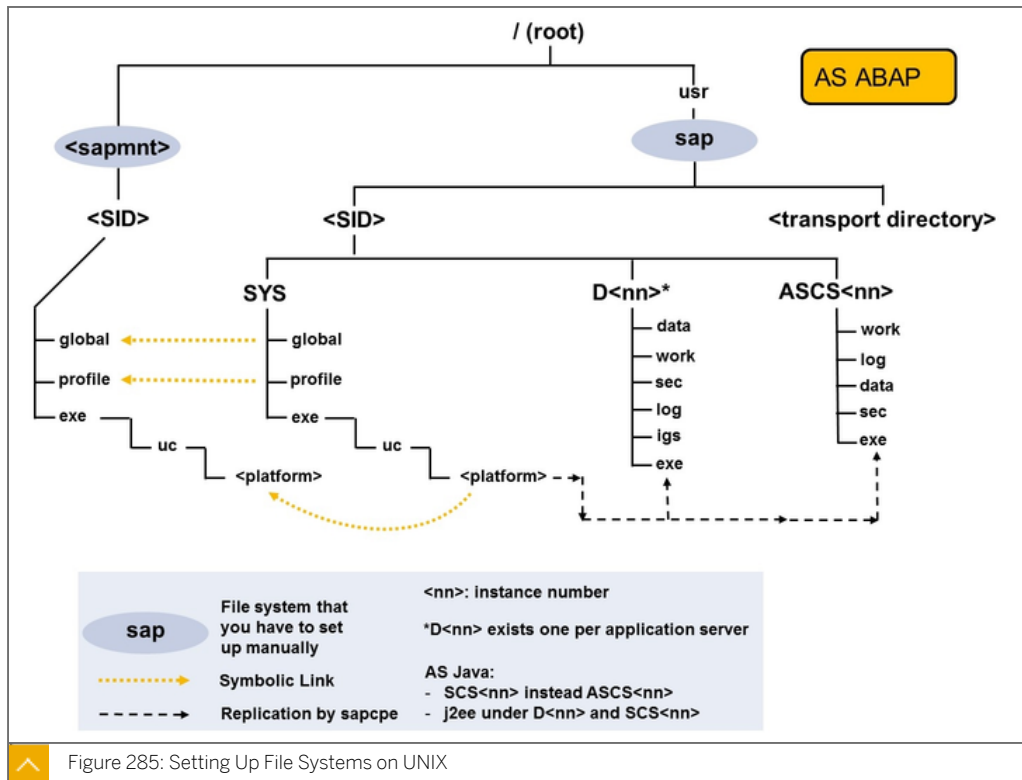 / (root)
AS ABAP
usr
<sapmnt>
sap
<SID>
<SID>
<transport directory>
SYS
D<nn>*
ASCS<nn>
global
profile
exe
uc
<platform>
global
profile
exe
uc
<platform>
data
work
sec
log
igs
exe
work
log
data
sec
exe
sap
File system that
you have to set
up manually
Symbolic Link
Replication by sapcpe
<nn>: instance number
*D<nn> exists one per application server
AS Java:
- SCS<nn> instead ASCS<nn>
- j2ee under D<nn> and SCS<nn>
Figure 285: Setting Up File Systems on UNIX